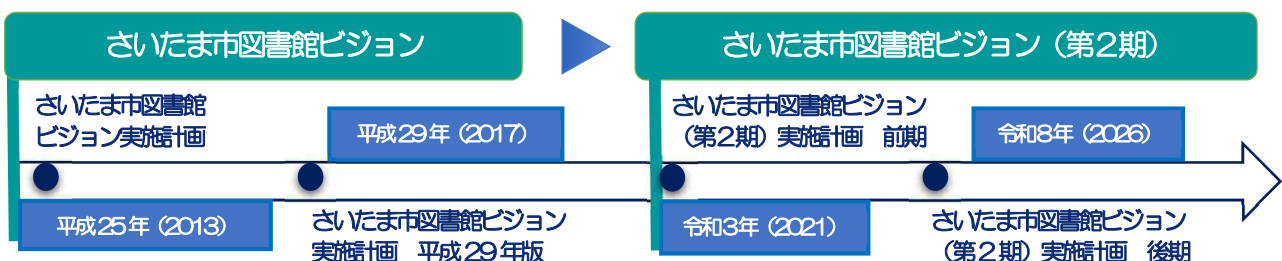 さいたま市図書館ビジョン
さいたま市図書館ビジョン（第２期）
さいたま市図書館
ビジョン実施計画
平成25年（2013）
平成29年（2017）
さいたま市図書館ビジョン
実施計画　平成29年版
さいたま市図書館ビジョン
（第２期）実施計画　前期
令和3年（2021）
令和8年（2026）
さいたま市図書館ビジョン
（第２期）実施計画　後期